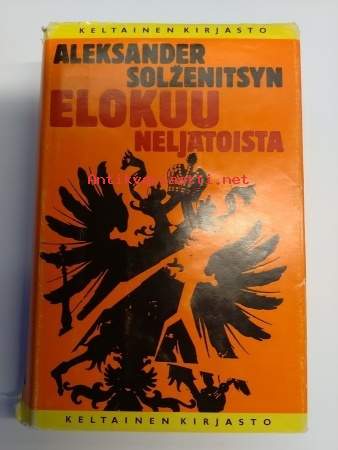 KELTAINEN KIRJASTO
ALEKSANDER
SOLŽENITSYN
ELOKUU
NELJÄTOISTA
KELTAINEN KIRJASTO